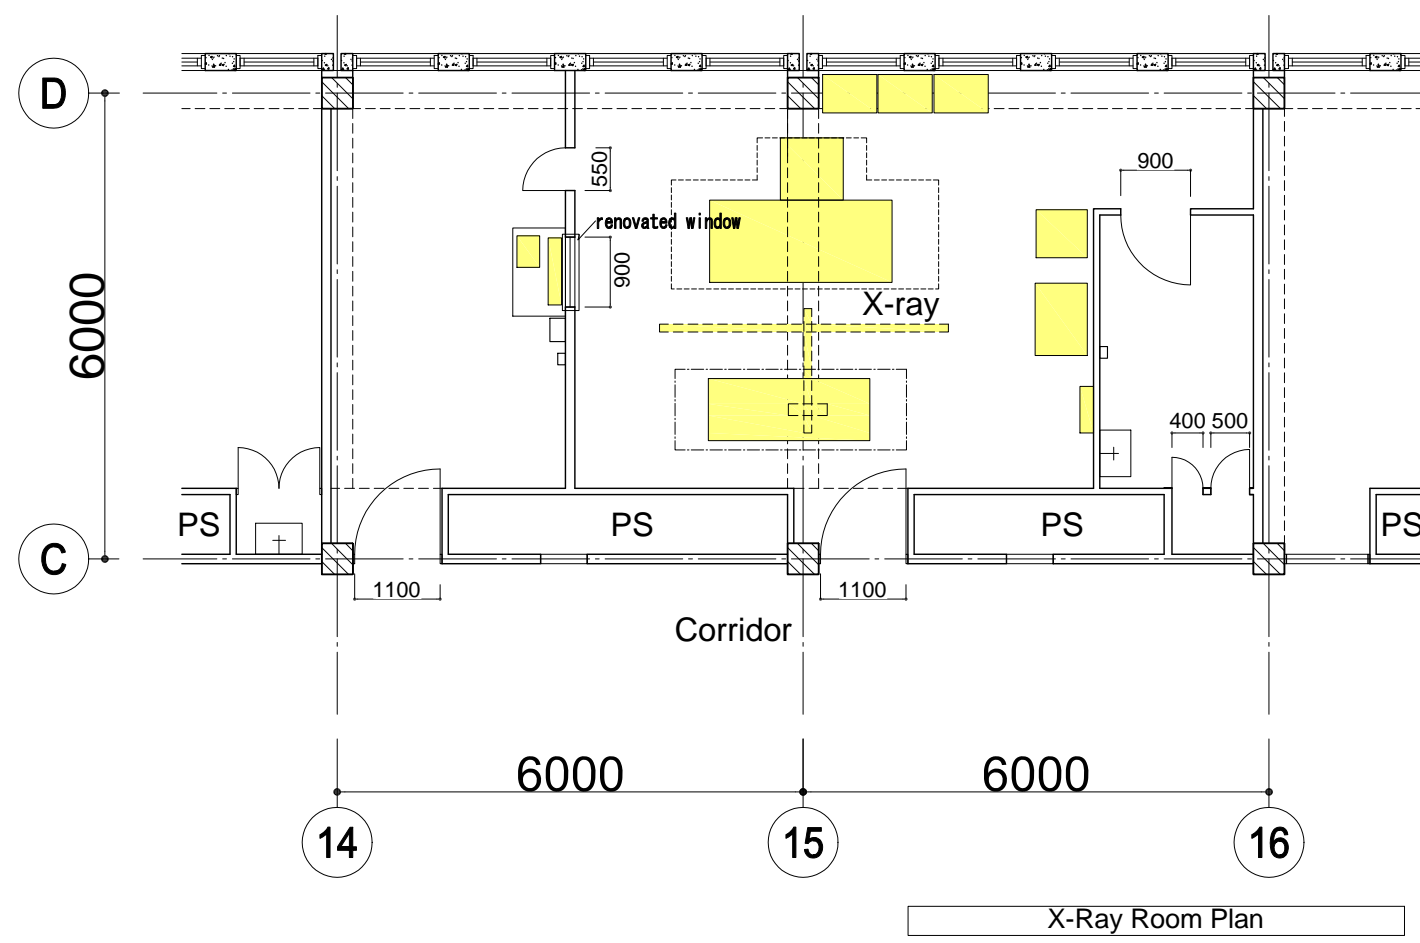 D
900
550
renovated window
900
6000
X-ray
400 500
PS
PS
PS
PS
C
1100
1100
Corridor
6000
6000
14
15
16
X-Ray Room Plan